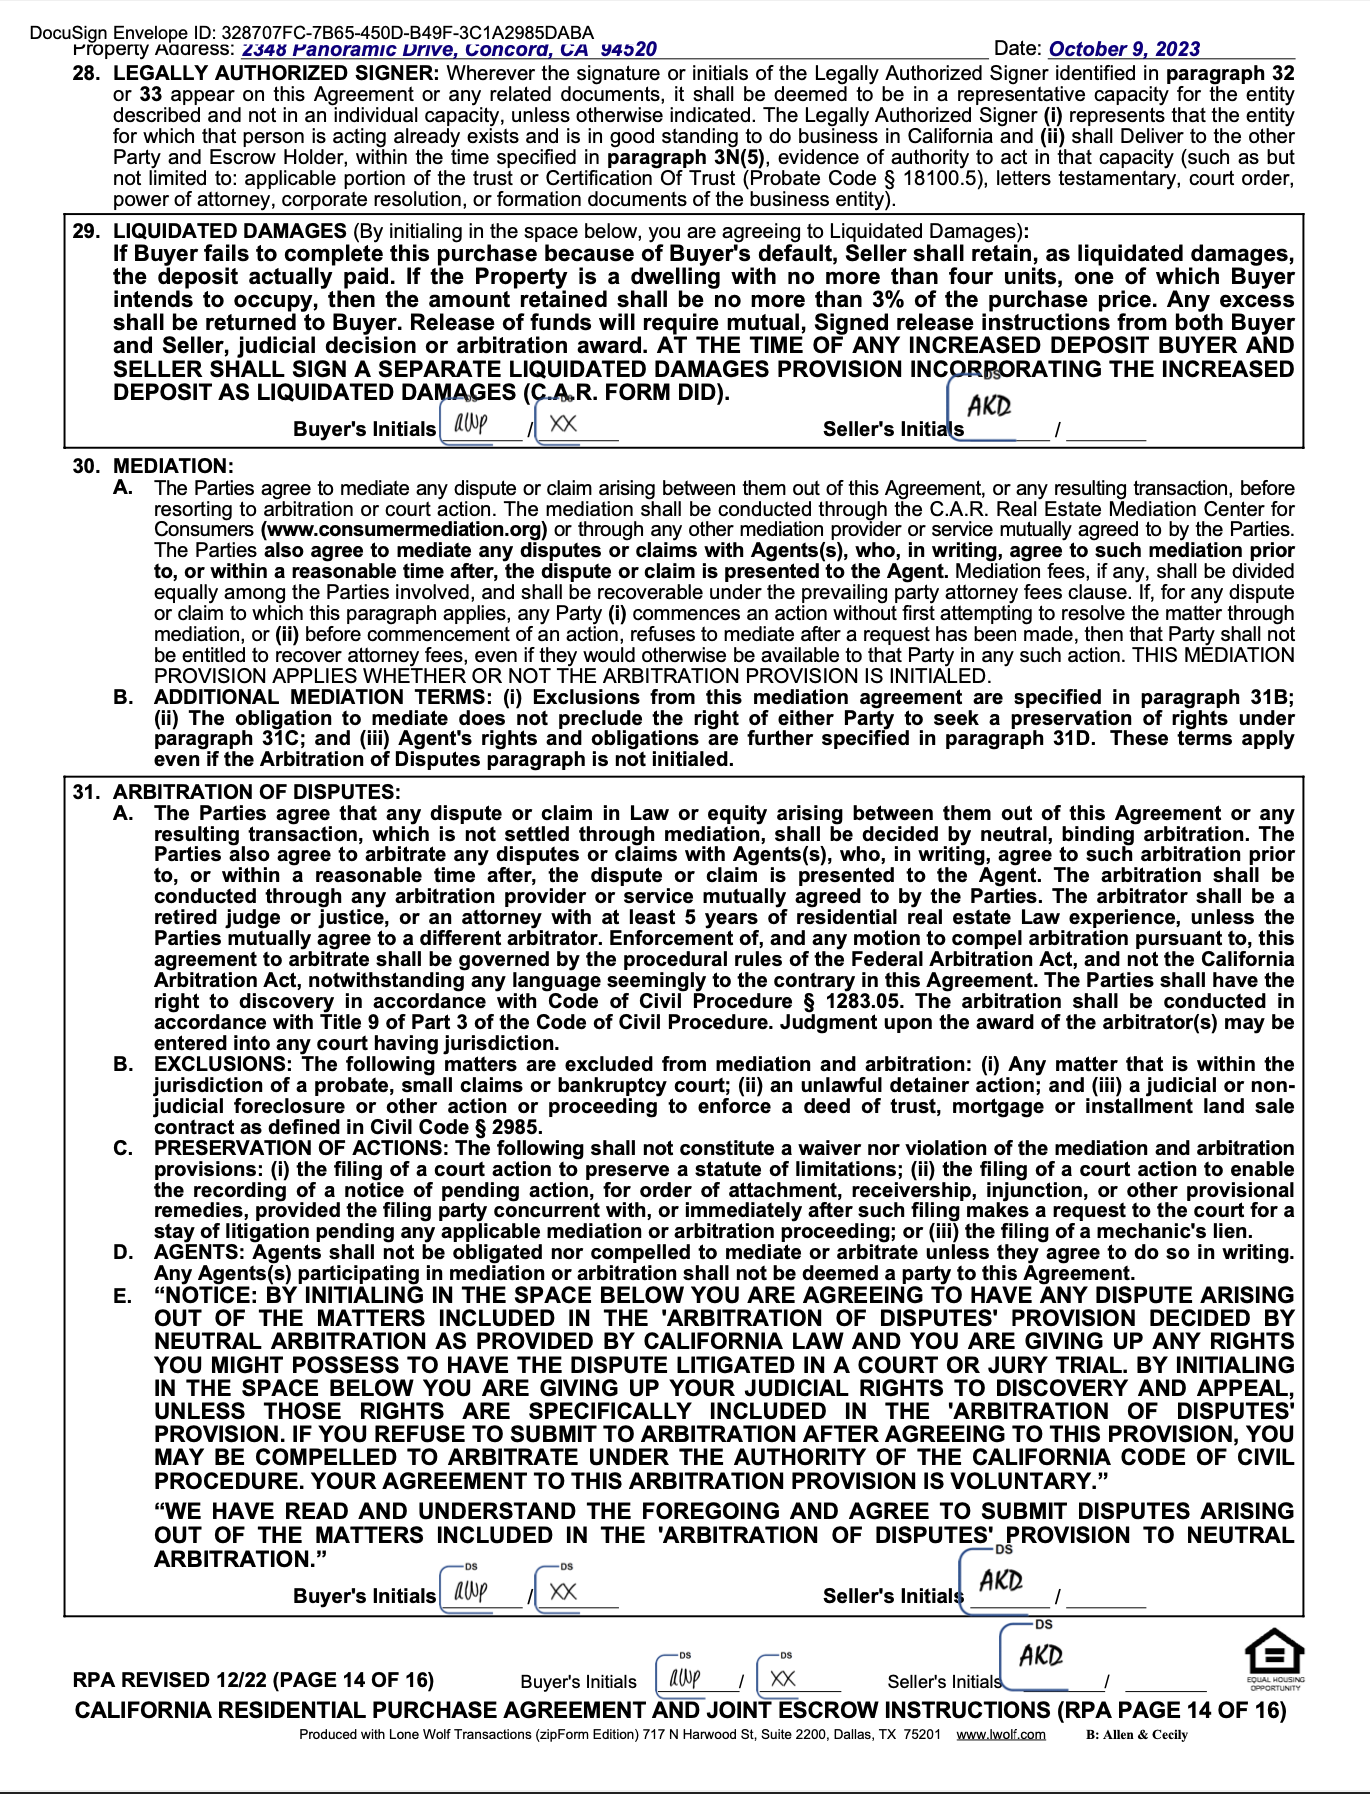 DocuSign Envelope ID: 328707FC-7B65-450D-B49F-3C1A2985DABA
Property Address: 2348 Panoramic Drive, Concord, CA 94520 Date: October 9, 2023
28. LEGALLY AUTHORIZED SIGNER: Wherever the signature or initials of the Legally Authorized Signer identified in paragraph 32
or 33 appear on this Agreement or any related documents, it shall be deemed to be in a representative capacity for the entity
described and not in an individual capacity, unless otherwise indicated. The Legally Authorized Signer (i) represents that the entity
for which that person is acting already exists and is in good standing to do business in California and (ii) shall Deliver to the other
Party and Escrow Holder, within the time specified in paragraph 3N(5), evidence of authority to act in that capacity (such as but
not limited to: applicable portion of the trust or Certification Of Trust (Probate Code § 18100.5), letters testamentary, court order,
power of attorney, corporate resolution, or formation documents of the business entity).
29. LIQUIDATED DAMAGES (By initialing in the space below, you are agreeing to Liquidated Damages):
If Buyer fails to complete this purchase because of Buyer's default, Seller shall retain, as liquidated damages,
the deposit actually paid. If the Property is a dwelling with no more than four units, one of which Buyer
intends to occupy, then the amount retained shall be no more than 3% of the purchase price. Any excess
shall be returned to Buyer. Release of funds will require mutual, Signed release instructions from both Buyer
and Seller, judicial decision or arbitration award. AT THE TIME OF ANY INCREASED DEPOSIT BUYER AND
SELLER SHALL SIGN A SEPARATE LIQUIDATED DAMAGES PROVISION INCORPORATING THE INCREASED
DEPOSIT AS LIQUIDATED DAMAGES (C.A.R. FORM DID).
Buyer's Initials / XX Seller's Initials AKD /
30. MEDIATION:
A. The Parties agree to mediate any dispute or claim arising between them out of this Agreement, or any resulting transaction, before
resorting to arbitration or court action. The mediation shall be conducted through the C.A.R. Real Estate Mediation Center for
Consumers (www.consumermediation.org) or through any other mediation provider or service mutually agreed to by the Parties.
The Parties also agree to mediate any disputes or claims with Agents(s), who, in writing, agree to such mediation prior
to, or within a reasonable time after, the dispute or claim is presented to the Agent. Mediation fees, if any, shall be divided
equally among the Parties involved, and shall be recoverable under the prevailing party attorney fees clause. If, for any dispute
or claim to which this paragraph applies, any Party (i) commences an action without first attempting to resolve the matter through
mediation, or (ii) before commencement of an action, refuses to mediate after a request has been made, then that Party shall not
be entitled to recover attorney fees, even if they would otherwise be available to that Party in any such action. THIS MEDIATION
PROVISION APPLIES WHETHER OR NOT THE ARBITRATION PROVISION IS INITIALED.
B. ADDITIONAL MEDIATION TERMS: (i) Exclusions from this mediation agreement are specified in paragraph 31B;
(ii) The obligation to mediate does not preclude the right of either Party to seek a preservation of rights under
paragraph 31C; and (iii) Agent's rights and obligations are further specified in paragraph 31D. These terms apply
even if the Arbitration of Disputes paragraph is not initialed.
31. ARBITRATION OF DISPUTES:
A. The Parties agree that any dispute or claim in Law or equity arising between them out of this Agreement or any
resulting transaction, which is not settled through mediation, shall be decided by neutral, binding arbitration. The
Parties also agree to arbitrate any disputes or claims with Agents(s), who, in writing, agree to such arbitration prior
to, or within a reasonable time after, the dispute or claim is presented to the Agent. The arbitration shall be
conducted through any arbitration provider or service mutually agreed to by the Parties. The arbitrator shall be a
retired judge or justice, or an attorney with at least 5 years of residential real estate Law experience, unless the
Parties mutually agree to a different arbitrator. Enforcement of, and any motion to compel arbitration pursuant to, this
agreement to arbitrate shall be governed by the procedural rules of the Federal Arbitration Act, and not the California
Arbitration Act, notwithstanding any language seemingly to the contrary in this Agreement. The Parties shall have the
right to discovery in accordance with Code of Civil Procedure § 1283.05. The arbitration shall be conducted in
accordance with Title 9 of Part 3 of the Code of Civil Procedure. Judgment upon the award of the arbitrator(s) may be
entered into any court having jurisdiction.
B. EXCLUSIONS: The following matters are excluded from mediation and arbitration: (i) Any matter that is within the
jurisdiction of a probate, small claims or bankruptcy court; (ii) an unlawful detainer action; and (iii) a judicial or non-
judicial foreclosure or other action or proceeding to enforce a deed of trust, mortgage or installment land sale
contract as defined in Civil Code § 2985.
C. PRESERVATION OF ACTIONS: The following shall not constitute a waiver nor violation of the mediation and arbitration
provisions: (i) the filing of a court action to preserve a statute of limitations; (ii) the filing of a court action to enable
the recording of a notice of pending action, for order of attachment, receivership, injunction, or other provisional
remedies, provided the filing party concurrent with, or immediately after such filing makes a request to the court for a
stay of litigation pending any applicable mediation or arbitration proceeding; or (iii) the filing of a mechanic's lien.
D. AGENTS: Agents shall not be obligated nor compelled to mediate or arbitrate unless they agree to do so in writing.
Any Agents(s) participating in mediation or arbitration shall not be deemed a party to this Agreement.
E. “NOTICE: BY INITIALING IN THE SPACE BELOW YOU ARE AGREEING TO HAVE ANY DISPUTE ARISING
OUT OF THE MATTERS INCLUDED IN THE 'ARBITRATION OF DISPUTES' PROVISION DECIDED BY
NEUTRAL ARBITRATION AS PROVIDED BY CALIFORNIA LAW AND YOU ARE GIVING UP ANY RIGHTS
YOU MIGHT POSSESS TO HAVE THE DISPUTE LITIGATED IN A COURT OR JURY TRIAL. BY INITIALING
IN THE SPACE BELOW YOU ARE GIVING UP YOUR JUDICIAL RIGHTS TO DISCOVERY AND APPEAL,
UNLESS THOSE RIGHTS ARE SPECIFICALLY INCLUDED IN THE 'ARBITRATION OF DISPUTES'
PROVISION. IF YOU REFUSE TO SUBMIT TO ARBITRATION AFTER AGREEING TO THIS PROVISION, YOU
MAY BE COMPELLED TO ARBITRATE UNDER THE AUTHORITY OF THE CALIFORNIA CODE OF CIVIL
PROCEDURE. YOUR AGREEMENT TO THIS ARBITRATION PROVISION IS VOLUNTARY.”
“WE HAVE READ AND UNDERSTAND THE FOREGOING AND AGREE TO SUBMIT DISPUTES ARISING
OUT OF THE MATTERS INCLUDED IN THE 'ARBITRATION OF DISPUTES' PROVISION TO NEUTRAL
ARBITRATION.”
DS DS DS
Buyer's Initials / XX Seller's Initials AKD /
DS DS DS
RPA REVISED 12/22 (PAGE 14 OF 16) Buyer's Initials / XX Seller's Initials AKD /
EQUAL HOUSING
OPPORTUNITY
CALIFORNIA RESIDENTIAL PURCHASE AGREEMENT AND JOINT ESCROW INSTRUCTIONS (RPA PAGE 14 OF 16)
Produced with Lone Wolf Transactions (zipForm Edition) 717 N Harwood St, Suite 2200, Dallas, TX 75201 www.lwolf.com B: Allen & Cecily